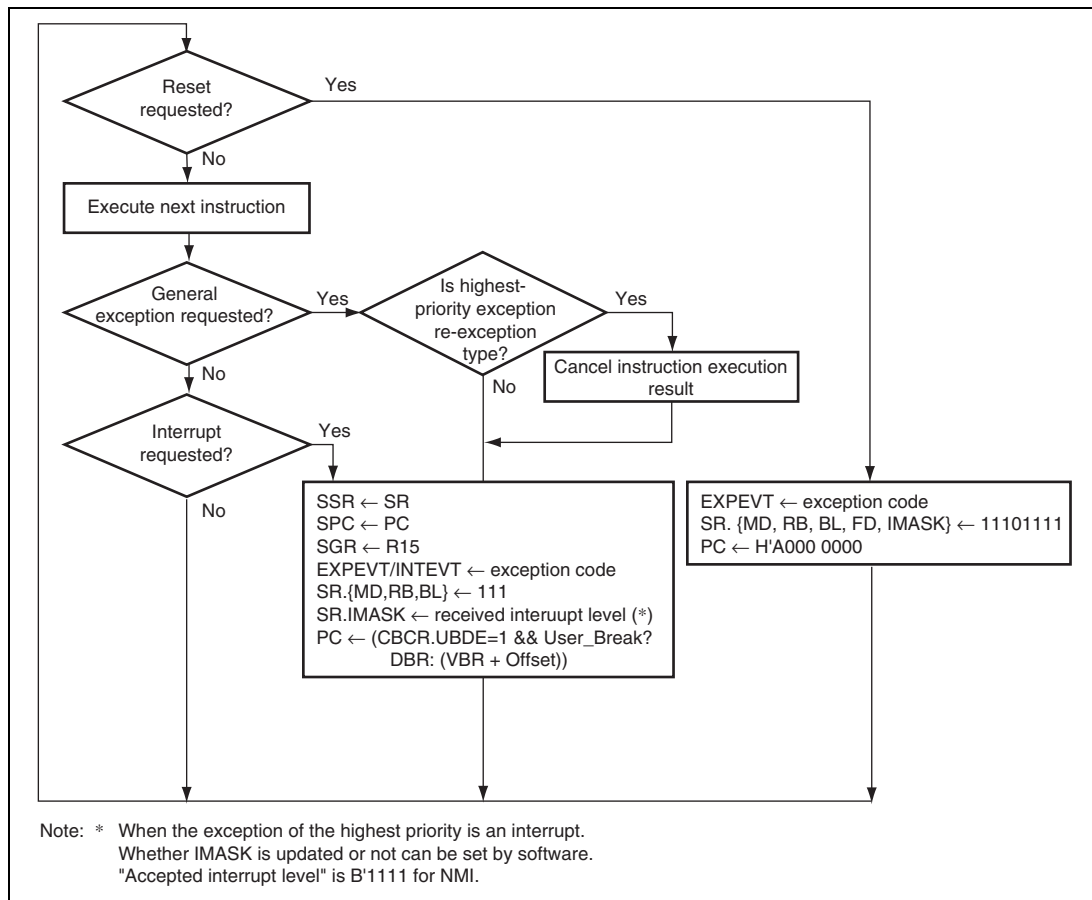 Reset
requested?
Yes
No
Execute next instruction
General
exception requested?
Yes
Is highest-
priority exception
re-exception
type?
Yes
Cancel instruction execution
result
No
No
Interrupt
requested?
Yes
No
SSR ← SR
SPC ← PC
SGR ← R15
EXPEVT/INTEVT ← exception code
SR.{MD,RB,BL} ← 111
SR.IMASK ← received interuupt level (*)
PC ← (CBCR.UBDE=1 && User_Break?
DBR: (VBR + Offset))
EXPEVT ← exception code
SR. {MD, RB, BL, FD, IMASK} ← 11101111
PC ← H'A000 0000
Note: * When the exception of the highest priority is an interrupt.
Whether IMASK is updated or not can be set by software.
"Accepted interrupt level" is B'1111 for NMI.